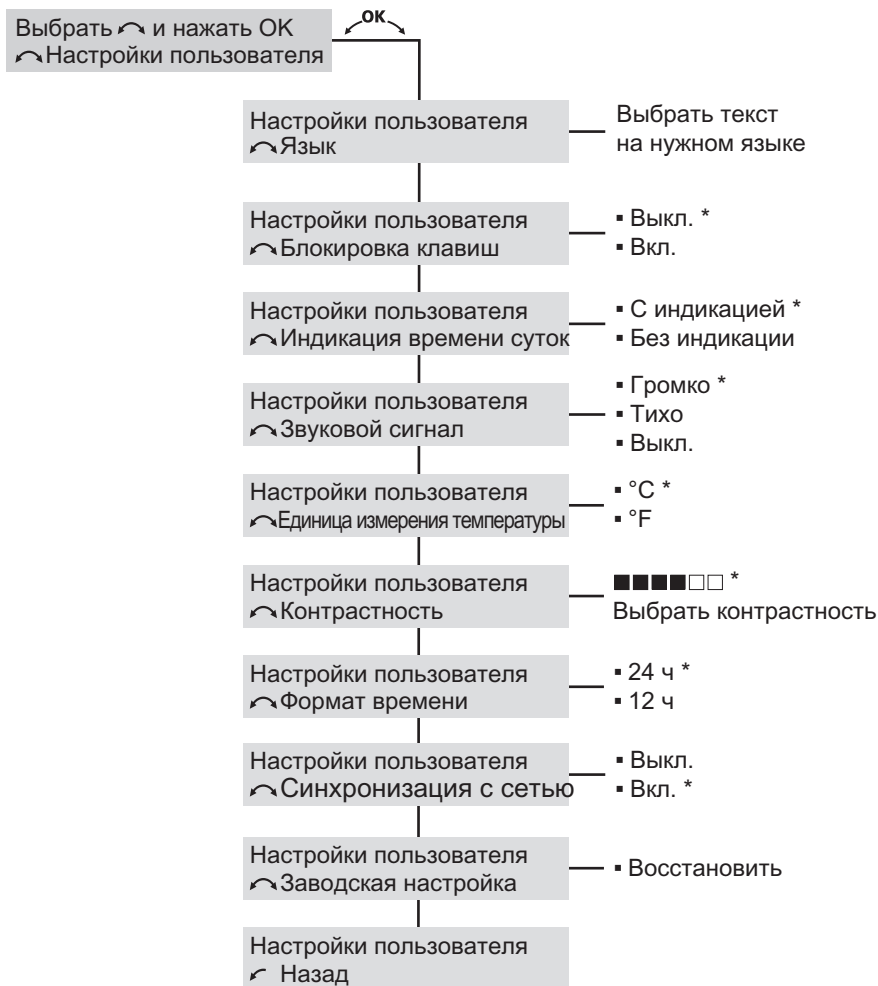 Выбрать и нажать OK
Настройки пользователя
OK
Настройки пользователя
Язык
Выбрать текст
на нужном языке
Настройки пользователя
Блокировка клавиш
▪ Выкл. *
▪ Вкл.
Настройки пользователя
Индикация времени суток
▪ С индикацией *
▪ Без индикации
Настройки пользователя
Звуковой сигнал
▪ Громко *
▪ Тихо
▪ Выкл.
Настройки пользователя
Единица измерения температуры
▪ °C *
▪ °F
Настройки пользователя
Контрастность
■■■■□□ *
Выбрать контрастность
Настройки пользователя
Формат времени
▪ 24 ч *
▪ 12 ч
Настройки пользователя
Синхронизация с сетью
▪ Выкл.
▪ Вкл. *
Настройки пользователя
Заводская настройка
▪ Восстановить
Настройки пользователя
Назад